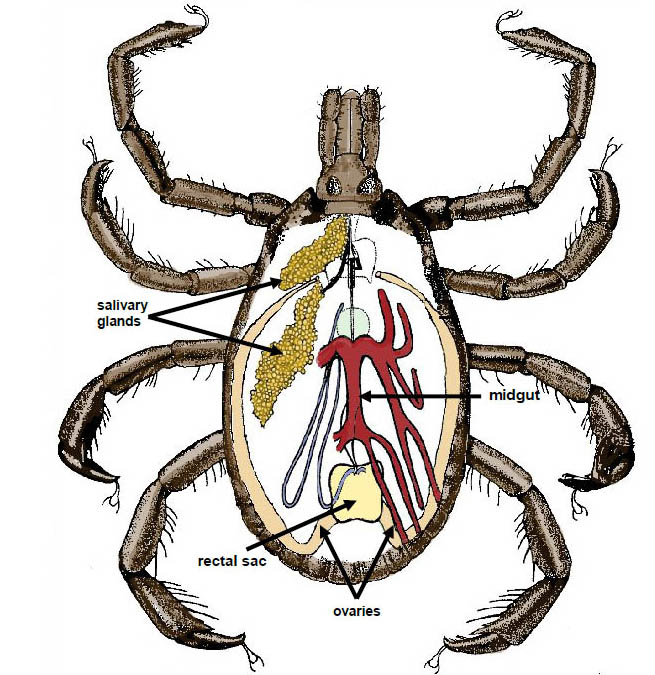 salivary
glands
midgut
rectal sac
ovaries